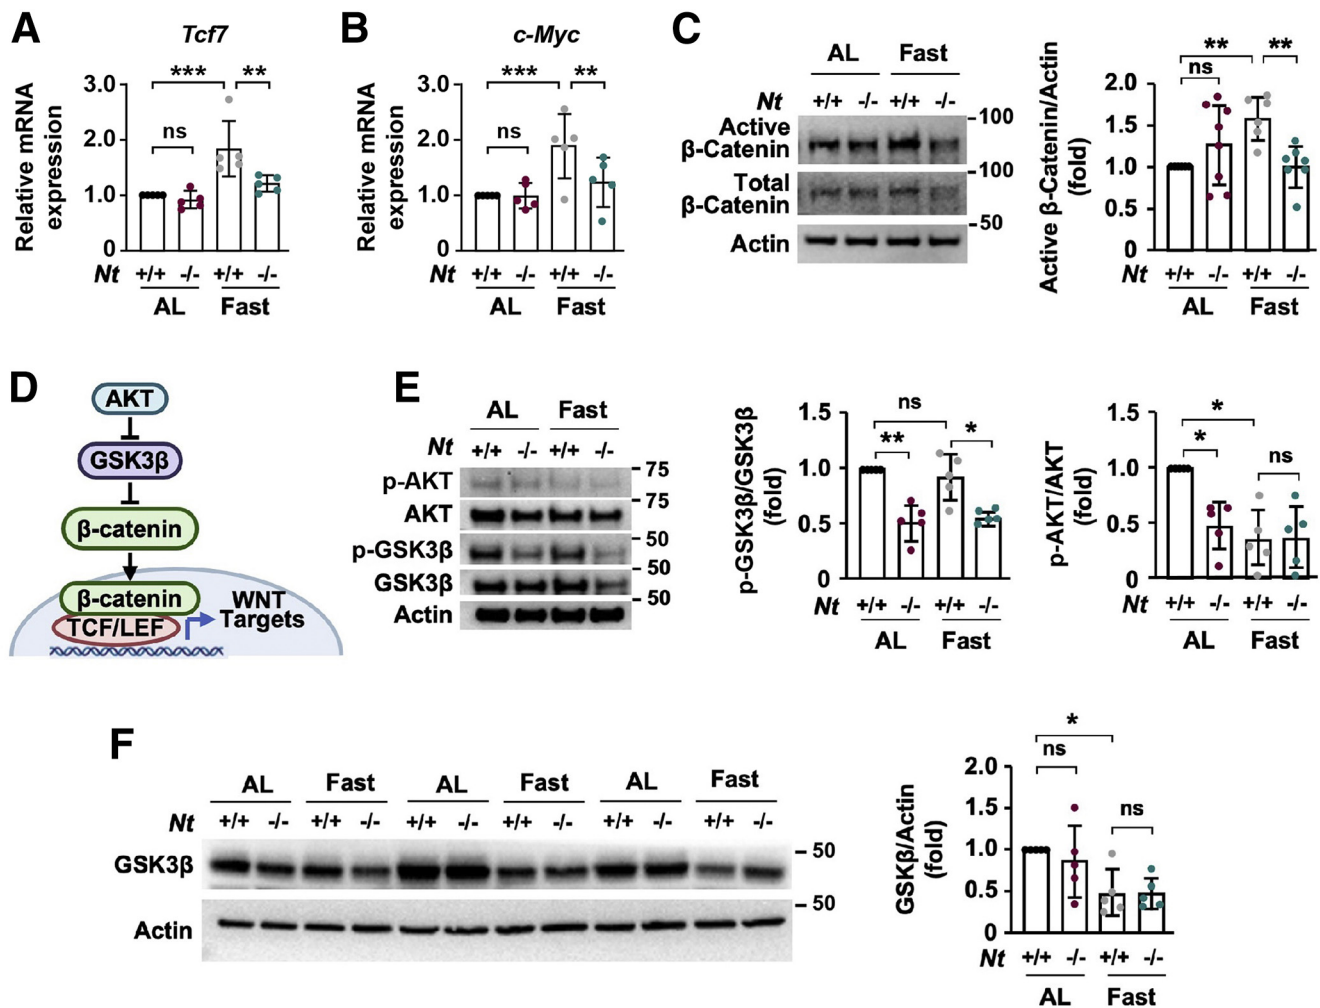 A
Tcf7
Relative mRNA
expression
3.0
2.0
1.0
0
***
**
ns
Nt +/+ -/- +/+ -/-
AL Fast
B
c-Myc
Relative mRNA
expression
3.0
2.0
1.0
0
***
**
ns
Nt +/+ -/- +/+ -/-
AL Fast
C
AL Fast
Nt +/+ -/- +/+ -/-
Active
β-Catenin
Total
β-Catenin
Actin
100
100
50
Active β-Catenin/Actin
(fold)
2.0
1.5
1.0
0.5
0
**
**
ns
Nt +/+ -/- +/+ -/-
AL Fast
D
AKT
GSK3β
β-catenin
β-catenin
TCF/LEF
WNT
Targets
E
AL Fast
Nt +/+ -/- +/+ -/-
p-AKT
AKT
p-GSK3β
GSK3β
Actin
75
75
50
50
50
p-GSK3β/GSK3β
(fold)
1.5
1.0
0.5
0
ns
**
*
Nt +/+ -/- +/+ -/-
AL Fast
p-AKT/AKT
(fold)
1.5
1.0
0.5
0
*
*
ns
Nt +/+ -/- +/+ -/-
AL Fast
F
AL Fast AL Fast AL Fast
Nt +/+ -/- +/+ -/- +/+ -/- +/+ -/- +/+ -/- +/+ -/-
GSK3β
Actin
50
50
GSKβ/Actin
(fold)
2.0
1.5
1.0
0.5
0
*
ns
ns
Nt +/+ -/- +/+ -/-
AL Fast